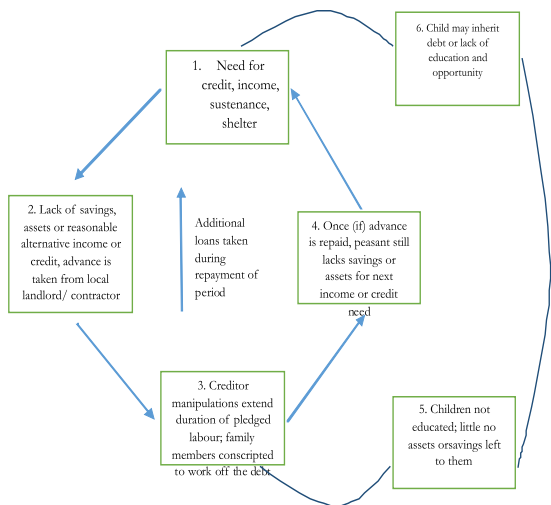 1. Need for
credit, income,
sustenance,
shelter
2. Lack of savings,
assets or reasonable
alternative income or
credit, advance is
taken from local
landlord/ contractor
Additional
loans taken
during
repayment of
period
3. Creditor
manipulations extend
duration of pledged
labour; family
members conscripted
to work off the debt
4. Once (if) advance
is repaid, peasant still
lacks savings or
assets for next
income or credit
need
5. Children not
educated; little no
assets orsavings left
to them
6. Child may inherit
debt or lack of
education and
opportunity